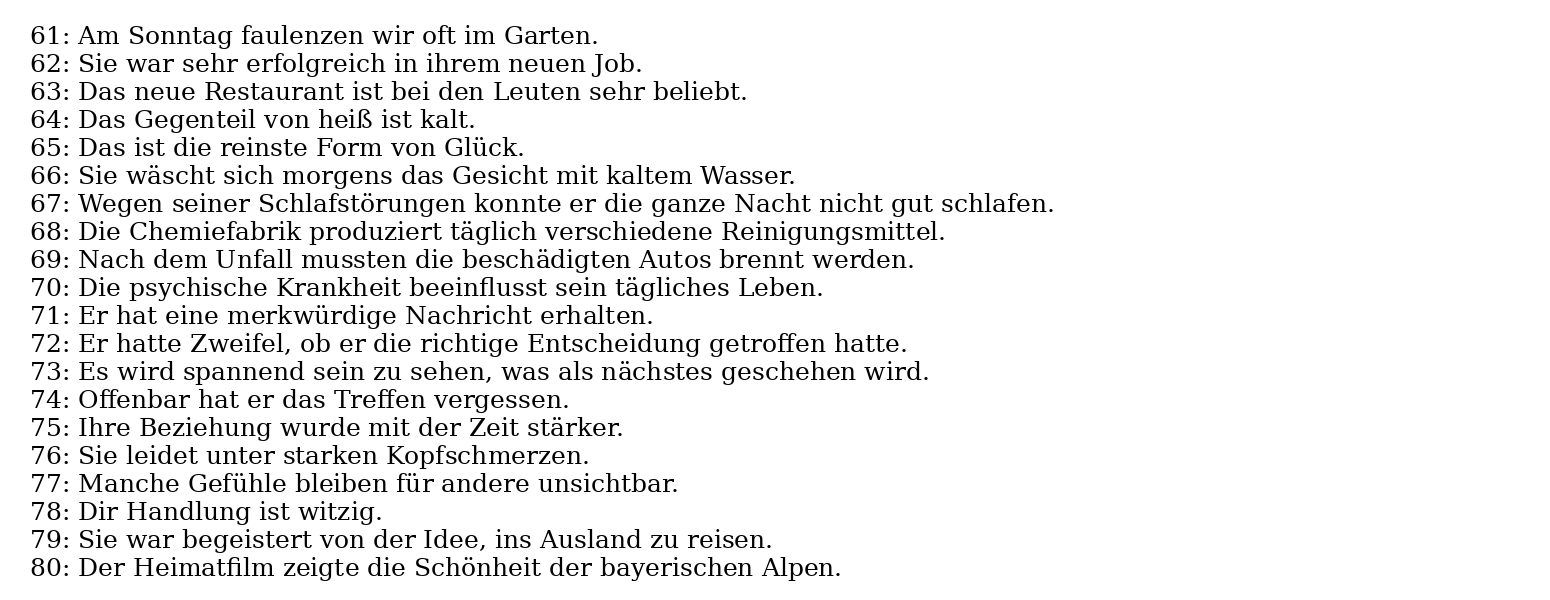 61: Am Sonntag faulenzen wir oft im Garten.
62: Sie war sehr erfolgreich in ihrem neuen Job.
63: Das neue Restaurant ist bei den Leuten sehr beliebt.
64: Das Gegenteil von heiß ist kalt.
65: Das ist die reinste Form von Glück.
66: Sie wäscht sich morgens das Gesicht mit kaltem Wasser.
67: Wegen seiner Schlafstörungen konnte er die ganze Nacht nicht gut schlafen.
68: Die Chemiefabrik produziert täglich verschiedene Reinigungsmittel.
69: Nach dem Unfall mussten die beschädigten Autos brennt werden.
70: Die psychische Krankheit beeinflusst sein tägliches Leben.
71: Er hat eine merkwürdige Nachricht erhalten.
72: Er hatte Zweifel, ob er die richtige Entscheidung getroffen hatte.
73: Es wird spannend sein zu sehen, was als nächstes geschehen wird.
74: Offenbar hat er das Treffen vergessen.
75: Ihre Beziehung wurde mit der Zeit stärker.
76: Sie leidet unter starken Kopfschmerzen.
77: Manche Gefühle bleiben für andere unsichtbar.
78: Dir Handlung ist witzig.
79: Sie war begeistert von der Idee, ins Ausland zu reisen.
80: Der Heimatfilm zeigte die Schönheit der bayerischen Alpen.